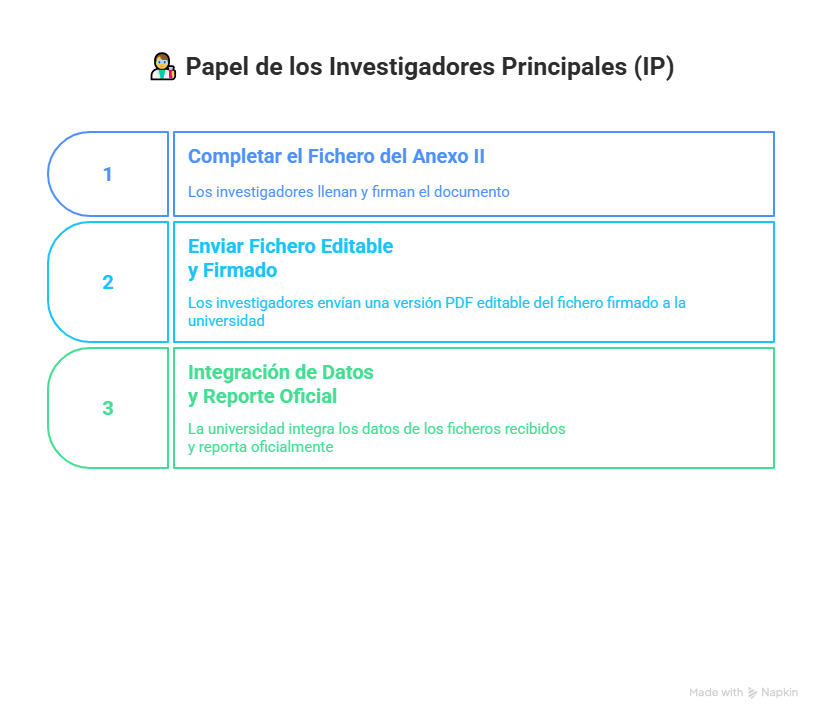 Papel de los Investigadores Principales (IP)
1
Completar el Fichero del Anexo II
Los investigadores llenan y firman el documento
2
Enviar Fichero Editable
y Firmado
Los investigadores envían una versión PDF editable del fichero firmado a la
universidad
3
Integración de Datos
y Reporte Oficial
La universidad integra los datos de los ficheros recibidos
y reporta oficialmente
Made with Napkin